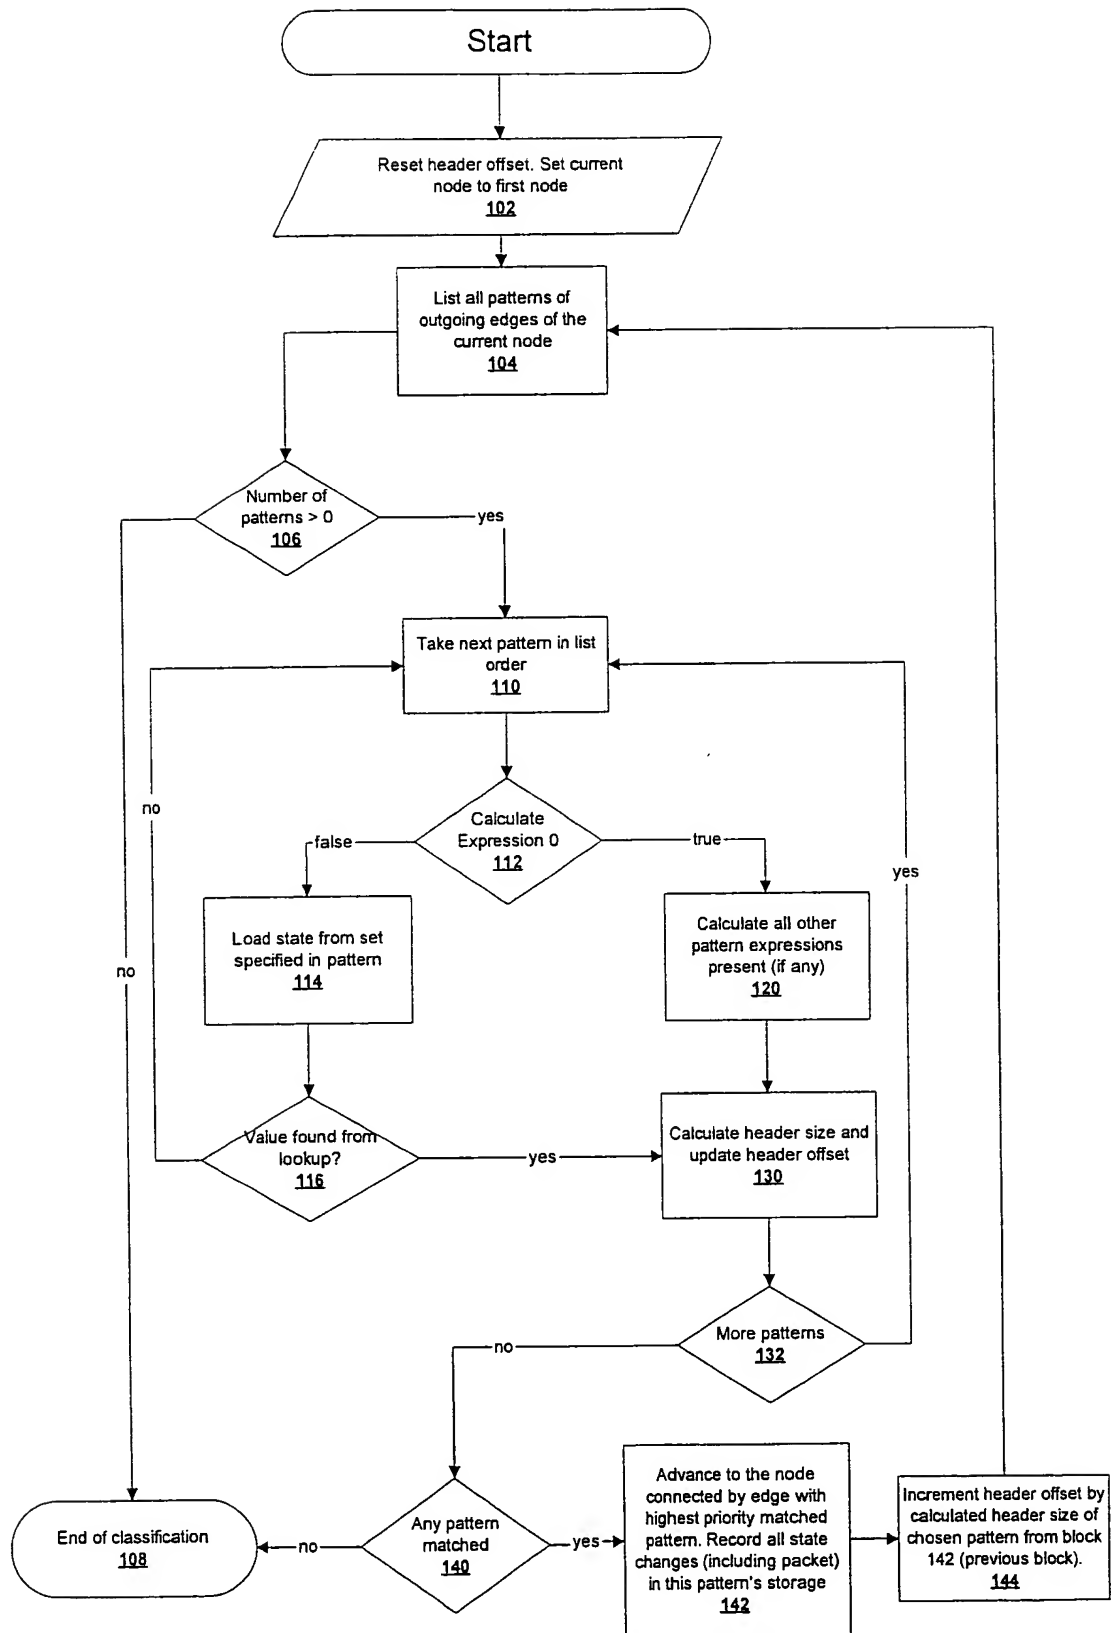 Start
Reset header offset. Set current
node to first node
102
List all patterns of
outgoing edges of the
current node
104
Number of
patterns > 0
106
yes
Take next pattern in list
order
110
no
Calculate
Expression 0
112
false
true
yes
Load state from set
specified in pattern
114
Calculate all other
pattern expressions
present (if any)
120
no
Value found from
lookup?
116
yes
Calculate header size and
update header offset
130
More patterns
132
no
End of classification
108
no
Any pattern
matched
140
yes
Advance to the node
connected by edge with
highest priority matched
pattern. Record all state
changes (including packet)
in this pattern's storage
142
Increment header offset by
calculated header size of
chosen pattern from block
142 (previous block).
144